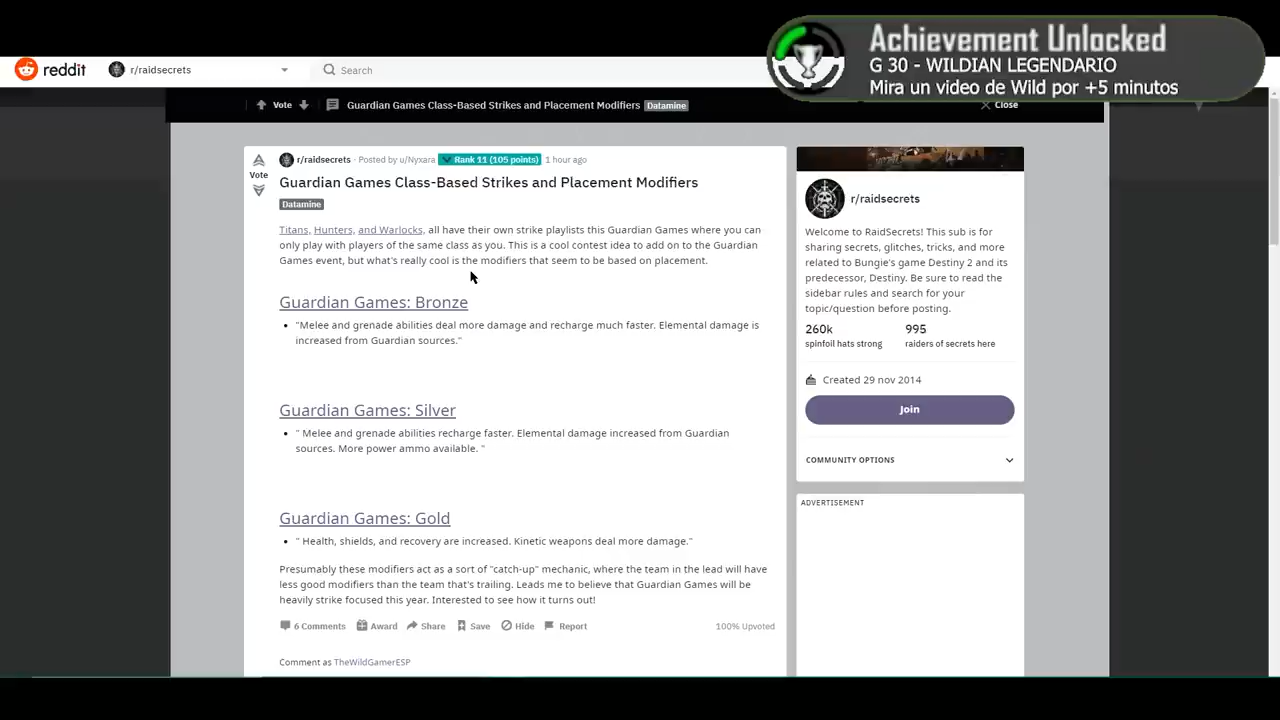 Achievement Unlocked
G 30 - WILDIAN LEGENDARIO
Mira un video de Wild por +5 minutos
reddit
r/raidsecrets
Search
Vote
Guardian Games Class-Based Strikes and Placement Modifiers
Datamine
Close
r/raidsecrets · Posted by u/Nyxara Rank 11 (105 points) 1 hour ago
Vote
Guardian Games Class-Based Strikes and Placement Modifiers
Datamine
Titans, Hunters, and Warlocks, all have their own strike playlists this Guardian Games where you can
only play with players of the same class as you. This is a cool contest idea to add on to the Guardian
Games event, but what's really cool is the modifiers that seem to be based on placement.
Guardian Games: Bronze
• "Melee and grenade abilities deal more damage and recharge much faster. Elemental damage is
increased from Guardian sources."
Guardian Games: Silver
• " Melee and grenade abilities recharge faster. Elemental damage increased from Guardian
sources. More power ammo available. "
Guardian Games: Gold
• " Health, shields, and recovery are increased. Kinetic weapons deal more damage."
Presumably these modifiers act as a sort of "catch-up" mechanic, where the team in the lead will have
less good modifiers than the team that's trailing. Leads me to believe that Guardian Games will be
heavily strike focused this year. Interested to see how it turns out!
6 Comments Award Share Save Hide Report 100% Upvoted
Comment as TheWildGamerESP
r/raidsecrets
Welcome to RaidSecrets! This sub is for
sharing secrets, glitches, tricks, and more
related to Bungie's game Destiny 2 and its
predecessor, Destiny. Be sure to read the
sidebar rules and search for your
topic/question before posting.
260k 995
spinfoil hats strong raiders of secrets here
Created 29 nov 2014
Join
COMMUNITY OPTIONS
ADVERTISEMENT